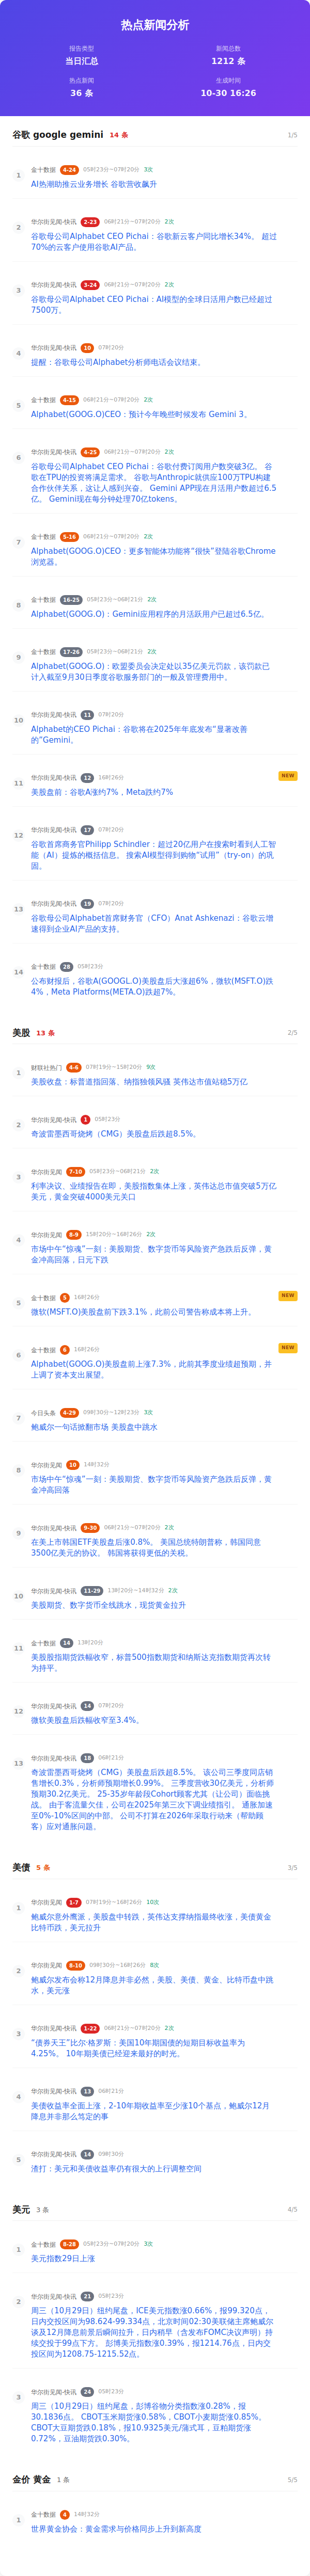 热点新闻分析
报告类型
当日汇总
新闻总数
1212 条
热点新闻
36 条
生成时间
10-30 16:26
谷歌 google gemini 14 条 1/5
1
金十数据 4-24 05时23分~07时20分 3次
AI热潮助推云业务增长 谷歌营收飙升
2
华尔街见闻-快讯 2-23 06时21分~07时20分 2次
谷歌母公司Alphabet CEO Pichai：谷歌新云客户同比增长34%。 超过
70%的云客户使用谷歌AI产品。
3
华尔街见闻-快讯 3-24 06时21分~07时20分 2次
谷歌母公司Alphabet CEO Pichai：AI模型的全球日活用户数已经超过
7500万。
4
华尔街见闻-快讯 10 07时20分
提醒：谷歌母公司Alphabet分析师电话会议结束。
5
金十数据 4-15 06时21分~07时20分 2次
Alphabet(GOOG.O)CEO：预计今年晚些时候发布 Gemini 3。
6
华尔街见闻-快讯 4-25 06时21分~07时20分 2次
谷歌母公司Alphabet CEO Pichai：谷歌付费订阅用户数突破3亿。 谷
歌在TPU的投资将满足需求。 谷歌与Anthropic就供应100万TPU构建
合作伙伴关系，这让人感到兴奋。 Gemini APP现在月活用户数超过6.5
亿。 Gemini现在每分钟处理70亿tokens。
7
金十数据 5-16 06时21分~07时20分 2次
Alphabet(GOOG.O)CEO：更多智能体功能将“很快”登陆谷歌Chrome
浏览器。
8
金十数据 16-25 05时23分~06时21分 2次
Alphabet(GOOG.O)：Gemini应用程序的月活跃用户已超过6.5亿。
9
金十数据 17-26 05时23分~06时21分 2次
Alphabet(GOOG.O)：欧盟委员会决定处以35亿美元罚款，该罚款已
计入截至9月30日季度谷歌服务部门的一般及管理费用中。
10
华尔街见闻-快讯 11 07时20分
Alphabet的CEO Pichai：谷歌将在2025年年底发布“显著改善
的”Gemini。
11
华尔街见闻-快讯 12 16时26分 NEW
美股盘前：谷歌A涨约7%，Meta跌约7%
12
华尔街见闻-快讯 17 07时20分
谷歌首席商务官Philipp Schindler：超过20亿用户在搜索时看到人工智
能（AI）提炼的概括信息。 搜索AI模型得到购物“试用”（try-on）的巩
固。
13
华尔街见闻-快讯 19 07时20分
谷歌母公司Alphabet首席财务官（CFO）Anat Ashkenazi：谷歌云增
速得到企业AI产品的支持。
14
金十数据 28 05时23分
公布财报后，谷歌A(GOOGL.O)美股盘后大涨超6%，微软(MSFT.O)跌
4%，Meta Platforms(META.O)跌超7%。
美股 13 条 2/5
1
财联社热门 4-6 07时19分~15时20分 9次
美股收盘：标普道指回落、纳指独领风骚 英伟达市值站稳5万亿
2
华尔街见闻-快讯 1 05时23分
奇波雷墨西哥烧烤（CMG）美股盘后跌超8.5%。
3
华尔街见闻 7-10 05时23分~06时21分 2次
利率决议、业绩报告在即，美股指数集体上涨，英伟达总市值突破5万亿
美元，黄金突破4000美元关口
4
华尔街见闻 8-9 15时20分~16时26分 2次
市场中午“惊魂”一刻：美股期货、数字货币等风险资产急跌后反弹，黄
金冲高回落，日元下跌
5
金十数据 5 16时26分 NEW
微软(MSFT.O)美股盘前下跌3.1%，此前公司警告称成本将上升。
6
金十数据 6 16时26分 NEW
Alphabet(GOOG.O)美股盘前上涨7.3%，此前其季度业绩超预期，并
上调了资本支出展望。
7
今日头条 4-29 09时30分~12时23分 3次
鲍威尔一句话掀翻市场 美股盘中跳水
8
华尔街见闻 10 14时32分
市场中午“惊魂”一刻：美股期货、数字货币等风险资产急跌后反弹，黄
金冲高回落
9
华尔街见闻-快讯 9-30 06时21分~07时20分 2次
在美上市韩国ETF美股盘后涨0.8%。 美国总统特朗普称，韩国同意
3500亿美元的协议。 韩国将获得更低的关税。
10
华尔街见闻-快讯 11-29 13时20分~14时32分 2次
美股期货、数字货币全线跳水，现货黄金拉升
11
金十数据 14 13时20分
美股股指期货跌幅收窄，标普500指数期货和纳斯达克指数期货再次转
为持平。
12
华尔街见闻-快讯 14 07时20分
微软美股盘后跌幅收窄至3.4%。
13
华尔街见闻-快讯 18 06时21分
奇波雷墨西哥烧烤（CMG）美股盘后跌超8.5%。 该公司三季度同店销
售增长0.3%，分析师预期增长0.99%。 三季度营收30亿美元，分析师
预期30.2亿美元。 25-35岁年龄段Cohort顾客尤其（让公司）面临挑
战。 由于客流量欠佳，公司在2025年第三次下调业绩指引。 通胀加速
至0%-10%区间的中部。 公司不打算在2026年采取行动来（帮助顾
客）应对通胀问题。
美债 5 条 3/5
1
华尔街见闻 1-7 07时19分~16时26分 10次
鲍威尔意外鹰派，美股盘中转跌，英伟达支撑纳指最终收涨，美债黄金
比特币跌，美元拉升
2
华尔街见闻 8-10 09时30分~16时26分 8次
鲍威尔发布会称12月降息并非必然，美股、美债、黄金、比特币盘中跳
水，美元涨
3
华尔街见闻-快讯 1-22 06时21分~07时20分 2次
“债券天王”比尔·格罗斯：美国10年期国债的短期目标收益率为
4.25%。 10年期美债已经迎来最好的时光。
4
华尔街见闻-快讯 13 06时21分
美债收益率全面上涨，2-10年期收益率至少涨10个基点，鲍威尔12月
降息并非那么笃定的事
5
华尔街见闻-快讯 14 09时30分
渣打：美元和美债收益率仍有很大的上行调整空间
美元 3 条 4/5
1
金十数据 8-28 05时23分~07时20分 3次
美元指数29日上涨
2
华尔街见闻-快讯 21 05时23分
周三（10月29日）纽约尾盘，ICE美元指数涨0.66%，报99.320点，
日内交投区间为98.624-99.334点，北京时间02:30美联储主席鲍威尔
谈及12月降息前景后瞬间拉升，日内稍早（含发布FOMC决议声明）持
续交投于99点下方。 彭博美元指数涨0.39%，报1214.76点，日内交
投区间为1208.75-1215.52点。
3
华尔街见闻-快讯 24 05时23分
周三（10月29日）纽约尾盘，彭博谷物分类指数涨0.28%，报
30.1836点。 CBOT玉米期货涨0.58%，CBOT小麦期货涨0.85%。
CBOT大豆期货跌0.18%，报10.9325美元/蒲式耳，豆粕期货涨
0.72%，豆油期货跌0.30%。
金价 黄金 1 条 5/5
1
金十数据 4 14时32分
世界黄金协会：黄金需求与价格同步上升到新高度